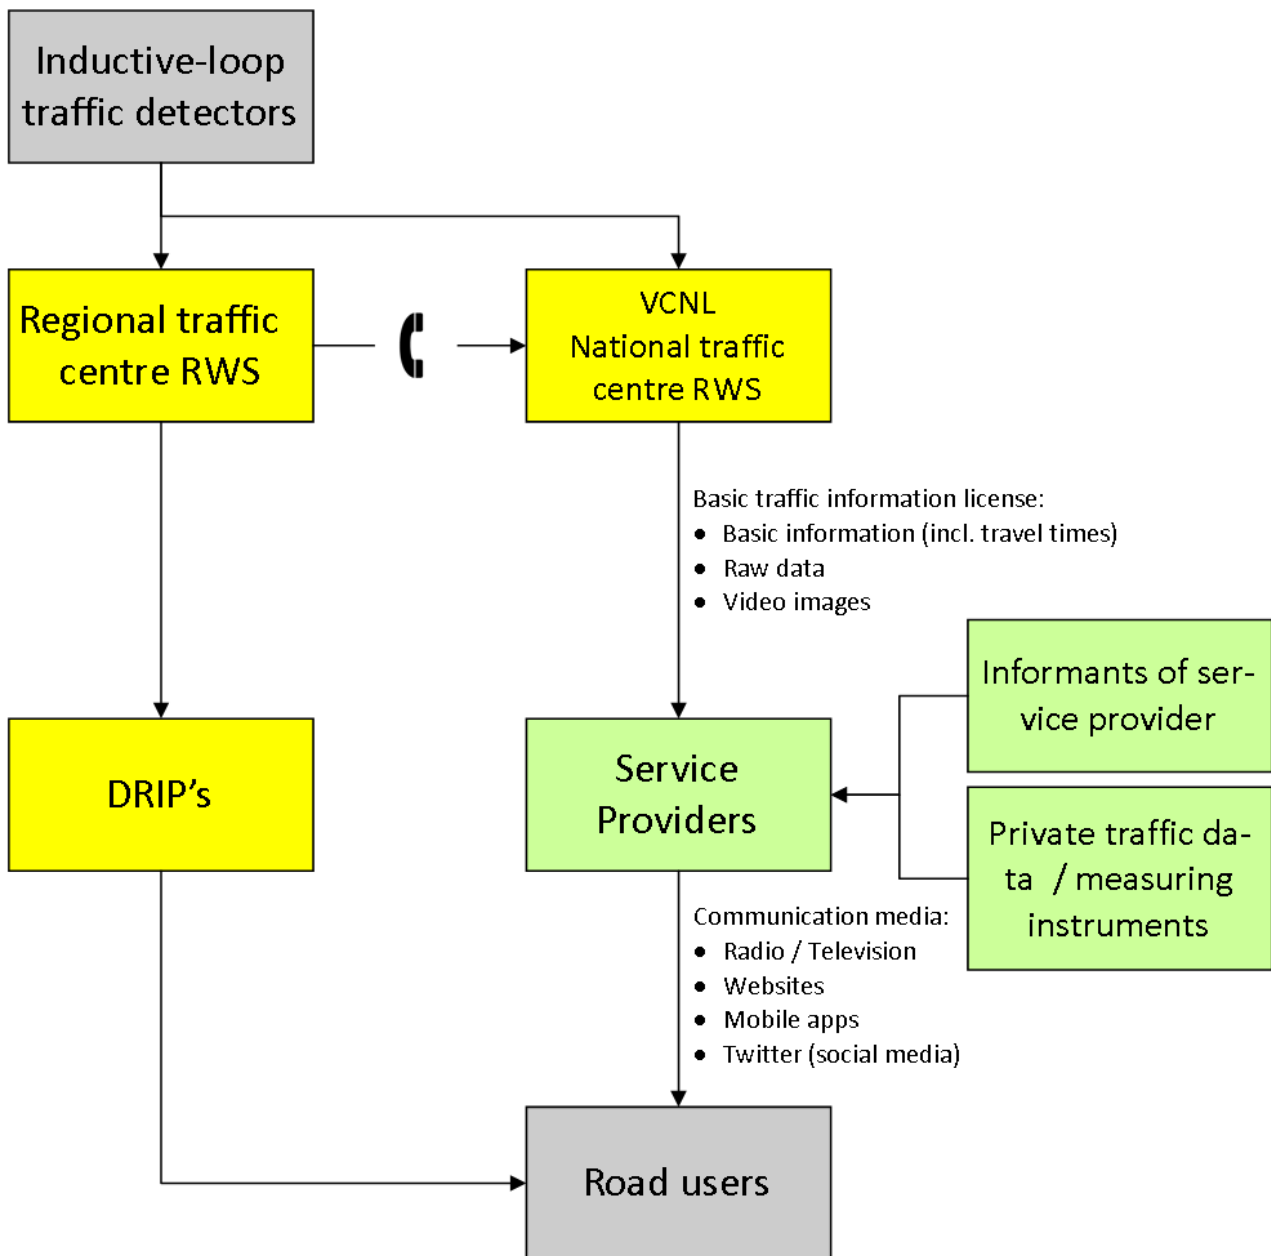 Inductive-loop
traffic detectors
Regional traffic
centre RWS
VCNL
National traffic
centre RWS
Basic traffic information license:
● Basic information (incl. travel times)
● Raw data
● Video images
Informants of ser-
vice provider
DRIP's
Service
Providers
Private traffic da-
ta / measuring
instruments
Communication media:
● Radio / Television
● Websites
● Mobile apps
● Twitter (social media)
Road users